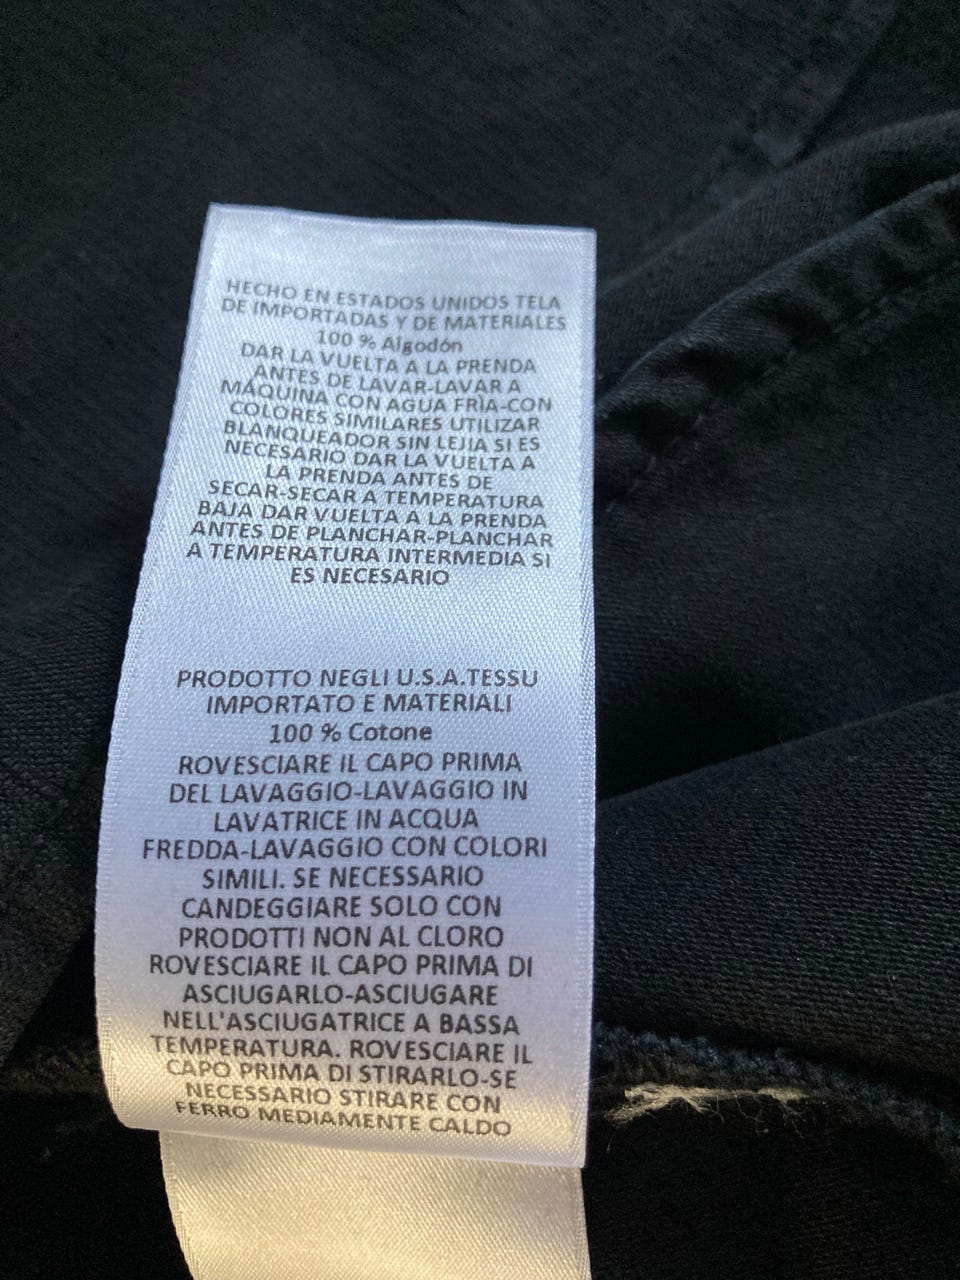 HECHO EN ESTADOS UNIDOS TELA
DE IMPORTADAS Y DE MATERIALES
100 % Algodón
DAR LA VUELTA A LA PRENDA
ANTES DE LAVAR-LAVAR A
MÁQUINA CON AGUA FRÌA-CON
COLORES SIMILARES UTILIZAR
BLANQUEADOR SIN LEJIA SI ES
NECESARIO DAR LA VUELTA A
LA PRENDA ANTES DE
SECAR-SECAR A TEMPERATURA
BAJA DAR VUELTA A LA PRENDA
ANTES DE PLANCHAR-PLANCHAR
A TEMPERATURA INTERMEDIA SI
ES NECESARIO
PRODOTTO NEGLI U.S.A.TESSU
IMPORTATO E MATERIALI
100 % Cotone
ROVESCIARE IL CAPO PRIMA
DEL LAVAGGIO-LAVAGGIO IN
LAVATRICE IN ACQUA
FREDDA-LAVAGGIO CON COLORI
SIMILI. SE NECESSARIO
CANDEGGIARE SOLO CON
PRODOTTI NON AL CLORO
ROVESCIARE IL CAPO PRIMA DI
ASCIUGARLO-ASCIUGARE
NELL'ASCIUGATRICE A BASSA
TEMPERATURA. ROVESCIARE IL
CAPO PRIMA DI STIRARLO-SE
NECESSARIO STIRARE CON
FERRO MEDIAMENTE CALDO